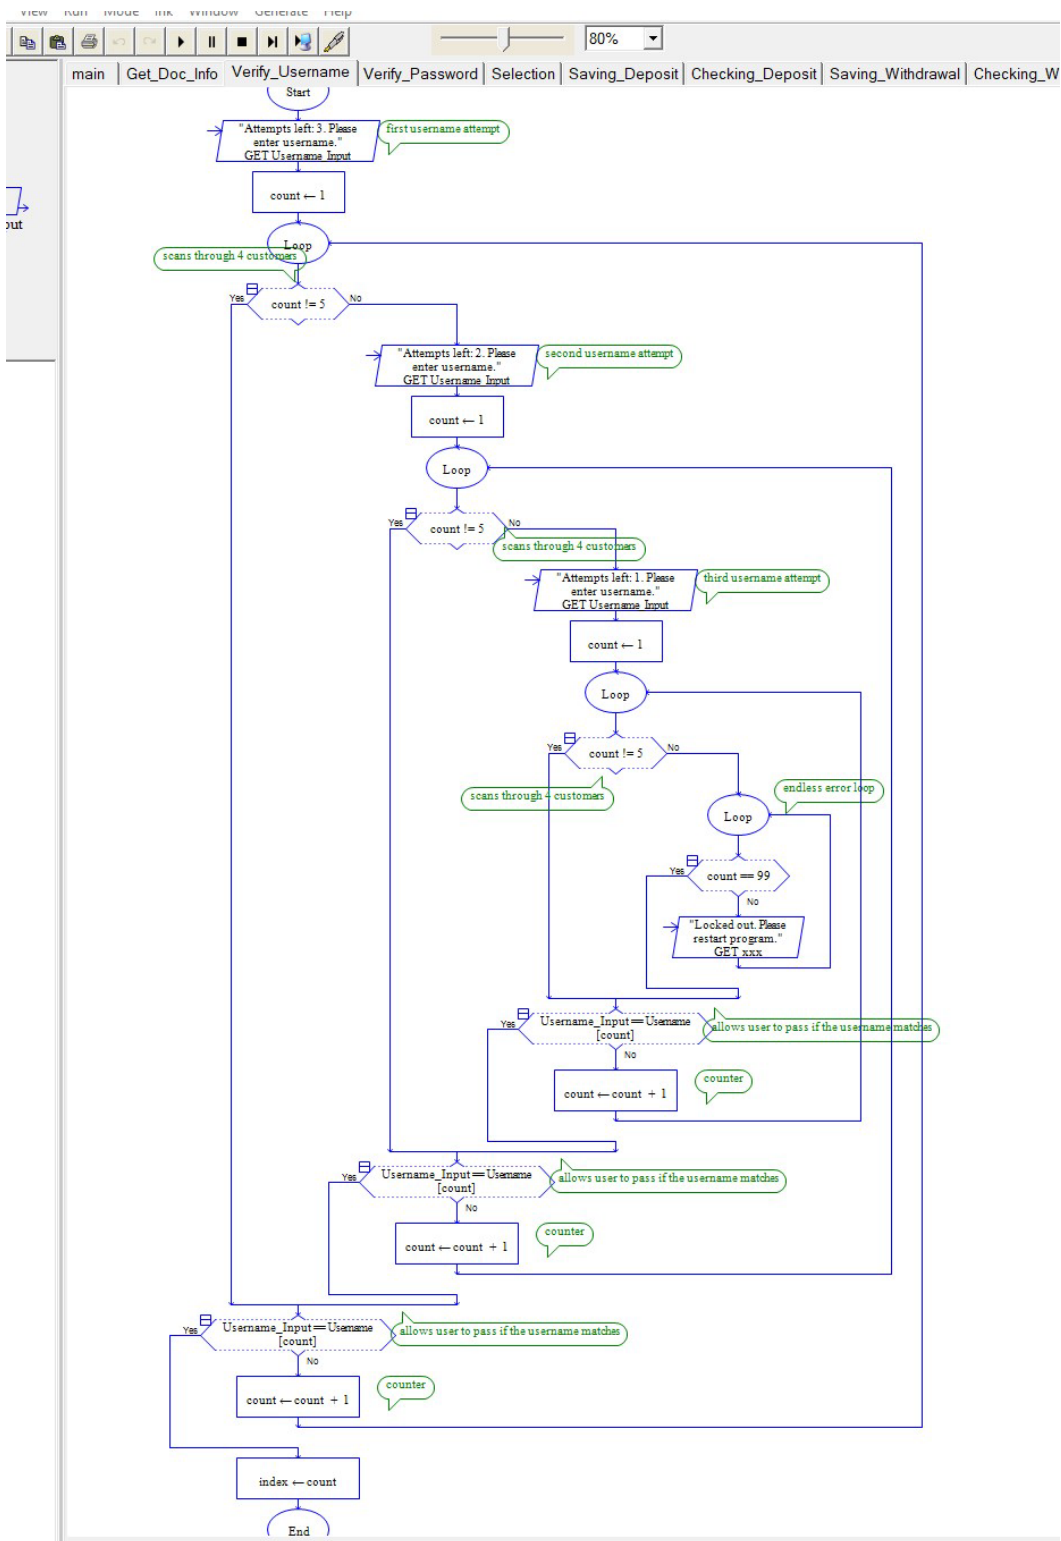 View Run Mode Ink Window Generate Help
80%
main Get_Doc_Info Verify_Username Verify_Password Selection Saving_Deposit Checking_Deposit Saving_Withdrawal Checking_W
Start
"Attempts left: 3. Please
enter username."
GET Username_Input
first username attempt
put
count ← 1
Loop
scans through 4 customers
Yes
count != 5
No
"Attempts left: 2. Please
enter username."
GET Username_Input
second username attempt
count ← 1
Loop
Yes
count != 5
No
scans through 4 customers
"Attempts left: 1. Please
enter username."
GET Username_Input
third username attempt
count ← 1
Loop
Yes
count != 5
No
scans through 4 customers
endless error loop
Loop
Yes
count == 99
No
"Locked out. Please
restart program."
GET xxx
Yes
Username_Input==Username
[count]
allows user to pass if the username matches
No
count ← count + 1
counter
Yes
Username_Input==Username
[count]
allows user to pass if the username matches
No
count ← count + 1
counter
Yes
Username_Input==Username
[count]
allows user to pass if the username matches
No
count ← count + 1
counter
index ← count
End